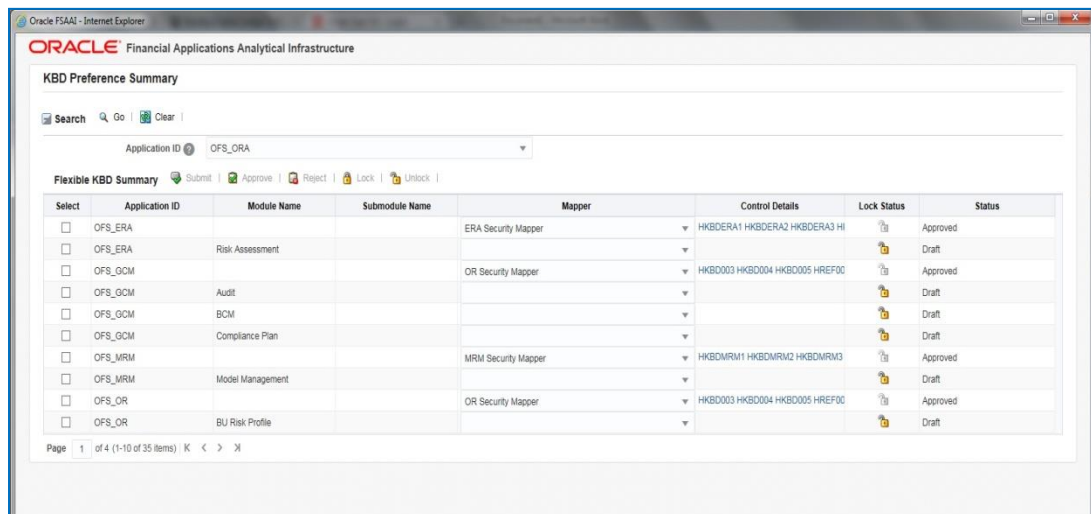 Oracle FSAAI - Internet Explorer
ORACLE Financial Applications Analytical Infrastructure
KBD Preference Summary
Search Go Clear
Application ID OFS_ORA
Flexible KBD Summary Submit Approve Reject Lock Unlock
Select Application ID Module Name Submodule Name Mapper Control Details Lock Status Status
OFS_ERA ERA Security Mapper HKBDERA1 HKBDERA2 HKBDERA3 HI Approved
OFS_ERA Risk Assessment Draft
OFS_GCM OR Security Mapper HKBD003 HKBD004 HKBD005 HREF00 Approved
OFS_GCM Audit Draft
OFS_GCM BCM Draft
OFS_GCM Compliance Plan Draft
OFS_MRM MRM Security Mapper HKBDMRM1 HKBDMRM2 HKBDMRM3 Approved
OFS_MRM Model Management Draft
OFS_OR OR Security Mapper HKBD003 HKBD004 HKBD005 HREF00 Approved
OFS_OR BU Risk Profile Draft
Page 1 of 4 (1-10 of 35 items)